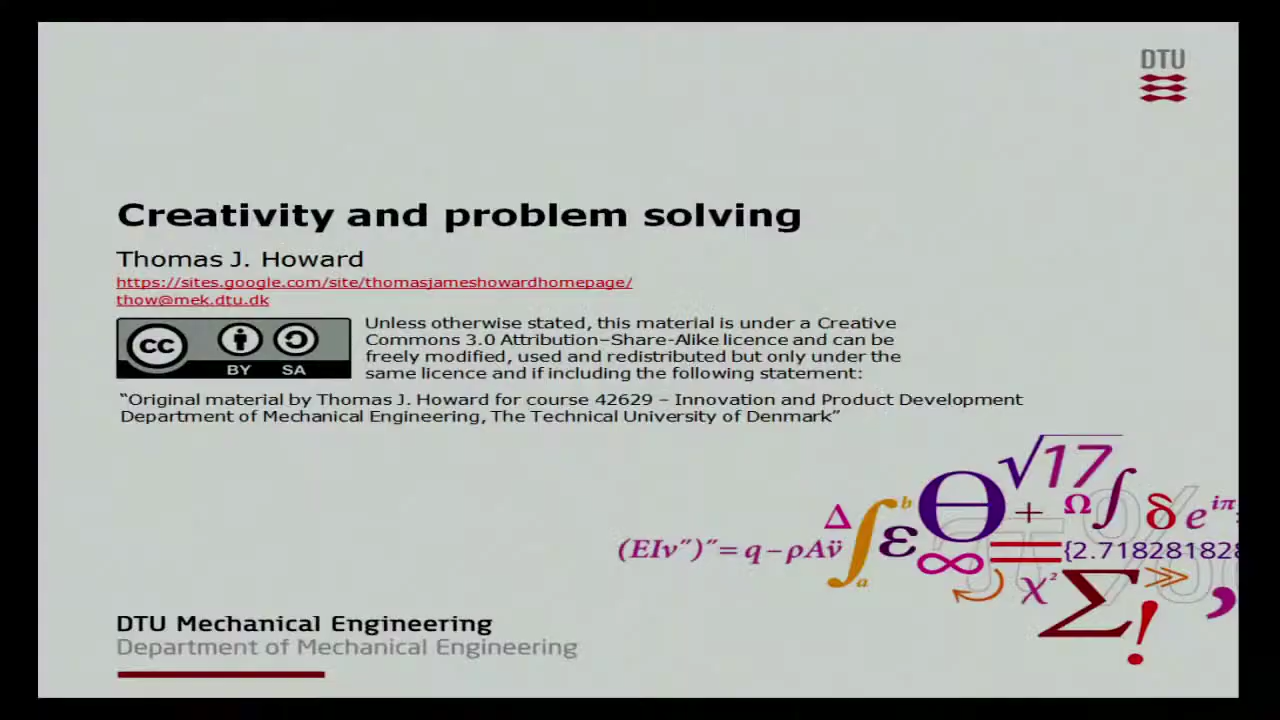 DTU
Creativity and problem solving
Thomas J. Howard
https://sites.google.com/site/thomasjameshowardhomepage/
thow@mek.dtu.dk
cc BY SA
Unless otherwise stated, this material is under a Creative
Commons 3.0 Attribution–Share-Alike licence and can be
freely modified, used and redistributed but only under the
same licence and if including the following statement:
“Original material by Thomas J. Howard for course 42629 – Innovation and Product Development
Department of Mechanical Engineering, The Technical University of Denmark”
√17
Δ ∫ b a ε Θ + Ω ∫ δ e iπ
(EIv″)″= q − ρAv̈
∞ = {2.718281828
χ² Σ ≫ , !
π %
DTU Mechanical Engineering
Department of Mechanical Engineering